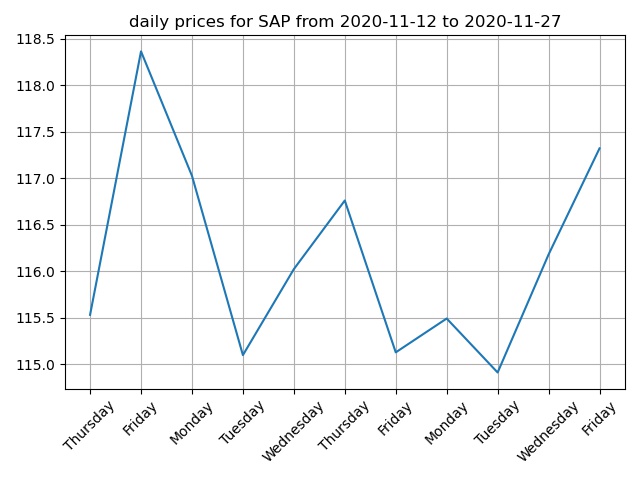 daily prices for SAP from 2020-11-12 to 2020-11-27
118.5
118.0
117.5
117.0
116.5
116.0
115.5
115.0
Thursday
Friday
Monday
Tuesday
Wednesday
Thursday
Friday
Monday
Tuesday
Wednesday
Friday